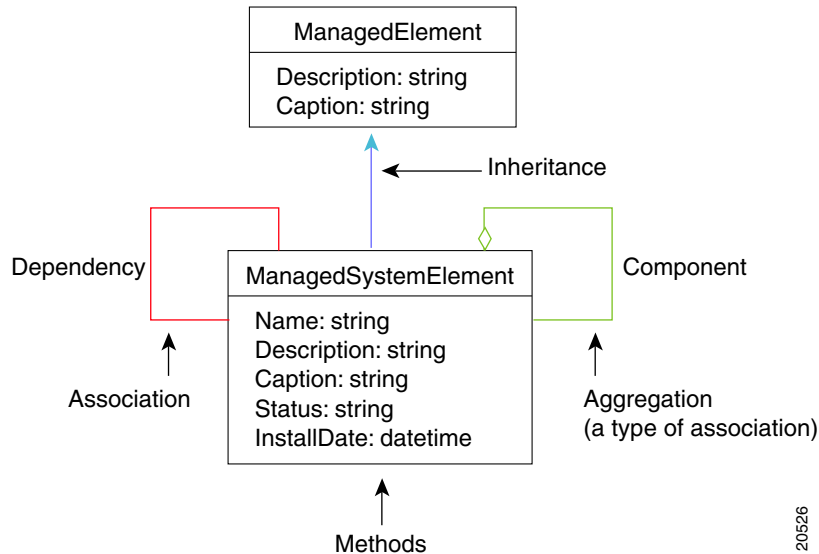 ManagedElement
Description: string
Caption: string
Inheritance
Dependency
ManagedSystemElement
Component
Name: string
Description: string
Caption: string
Status: string
InstallDate: datetime
Association
Aggregation
(a type of association)
Methods
20526